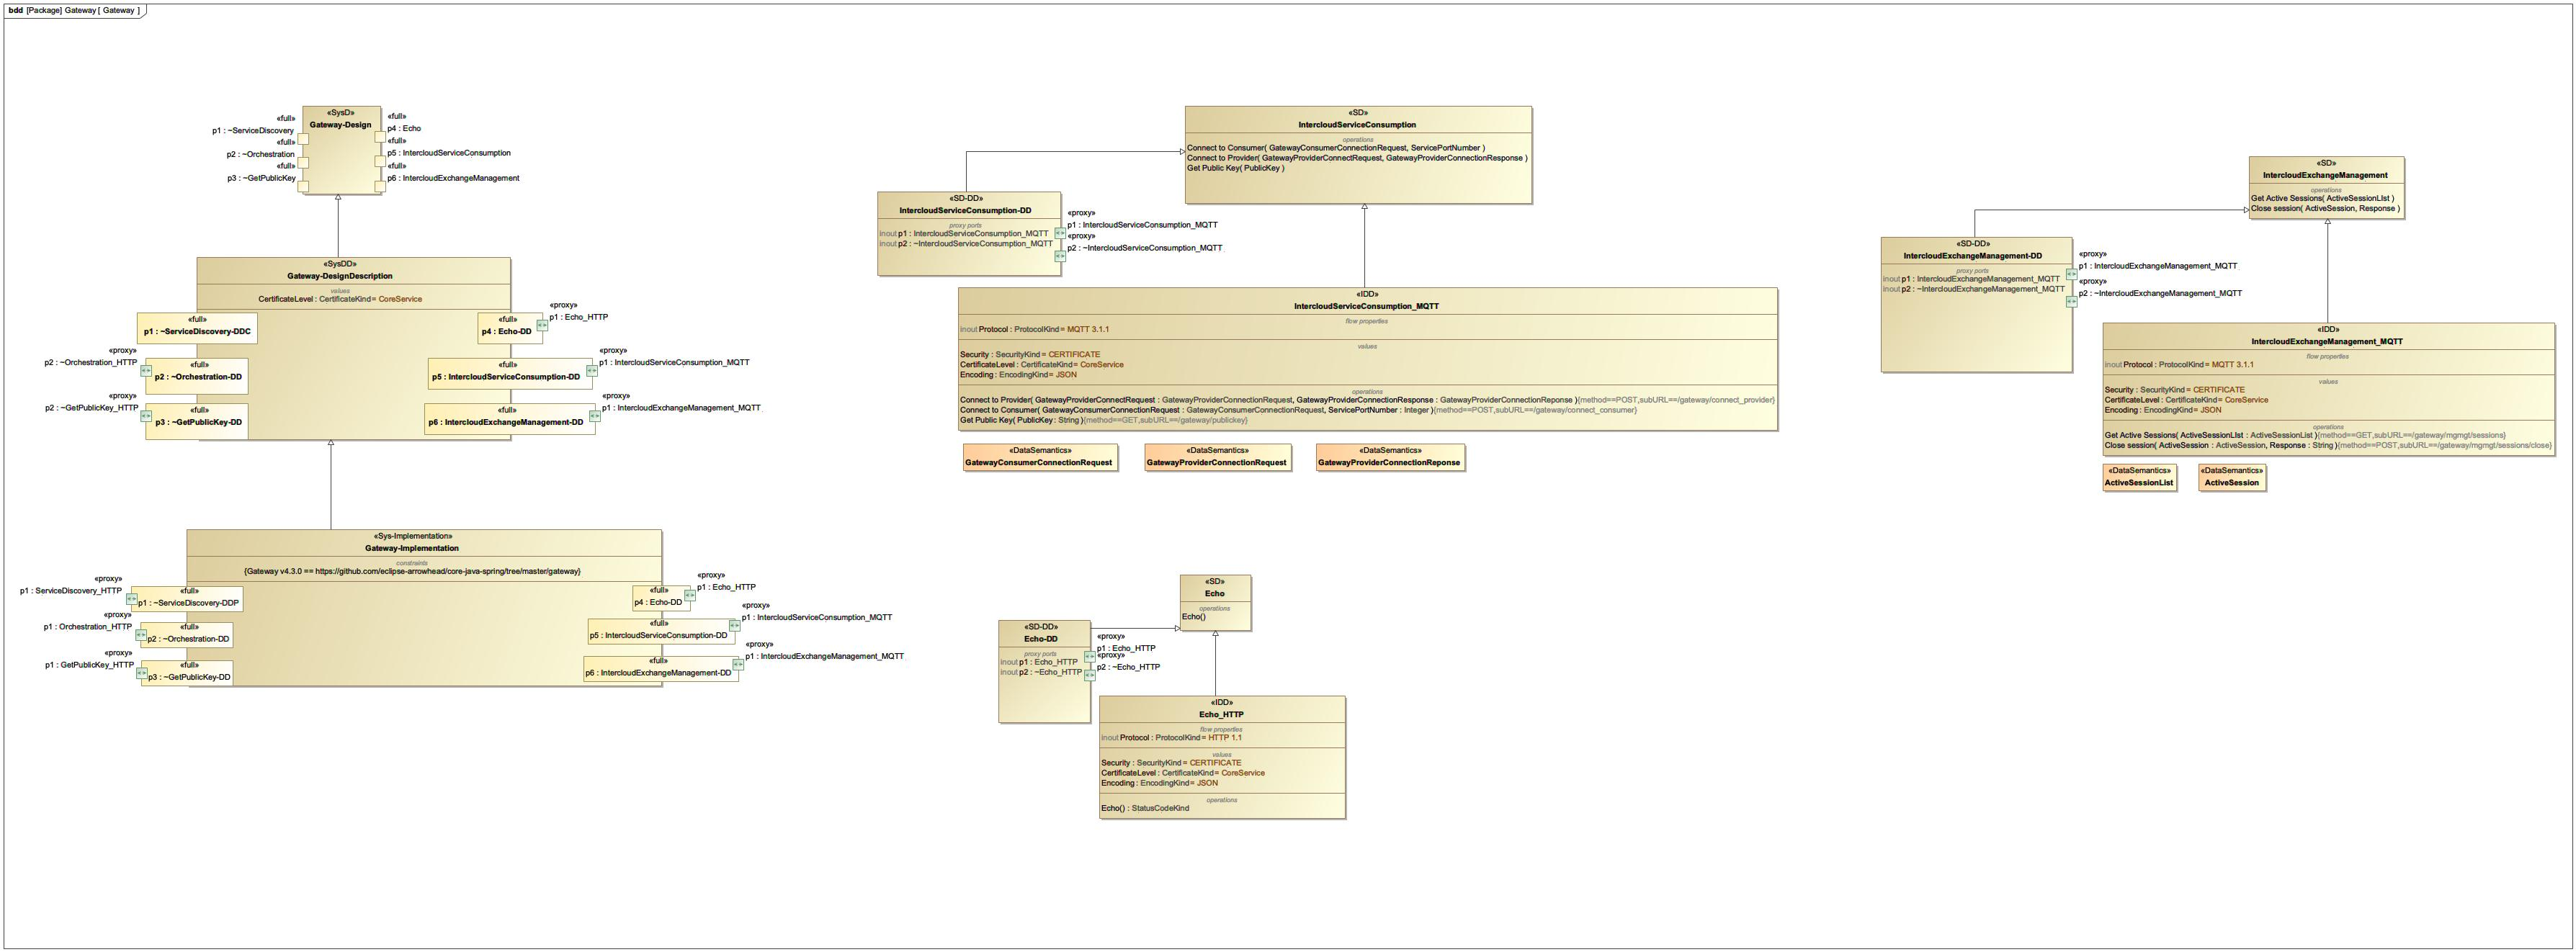 bdd [Package] Gateway [ Gateway ]
«SysD»
Gateway-Design
«full»
p1 : ~ServiceDiscovery
«full»
p2 : ~Orchestration
«full»
p3 : ~GetPublicKey
«full»
p4 : Echo
«full»
p5 : IntercloudServiceConsumption
«full»
p6 : IntercloudExchangeManagement
«SysDD»
Gateway-DesignDescription
values
CertificateLevel : CertificateKind = CoreService
«full»
p1 : ~ServiceDiscovery-DDC
«proxy»
p2 : ~Orchestration_HTTP
«full»
p2 : ~Orchestration-DD
«proxy»
p2 : ~GetPublicKey_HTTP
«full»
p3 : ~GetPublicKey-DD
«full»
p4 : Echo-DD
«proxy»
p1 : Echo_HTTP
«full»
p5 : IntercloudServiceConsumption-DD
«proxy»
p1 : IntercloudServiceConsumption_MQTT
«full»
p6 : IntercloudExchangeManagement-DD
«proxy»
p1 : IntercloudExchangeManagement_MQTT
«Sys-Implementation»
Gateway-Implementation
constraints
{Gateway v4.3.0 == https://github.com/eclipse-arrowhead/core-java-spring/tree/master/gateway}
«proxy»
p1 : ServiceDiscovery_HTTP
«full»
p1 : ~ServiceDiscovery-DDP
«proxy»
p1 : Orchestration_HTTP
«full»
p2 : ~Orchestration-DD
«proxy»
p1 : GetPublicKey_HTTP
«full»
p3 : ~GetPublicKey-DD
«full»
p4 : Echo-DD
«proxy»
p1 : Echo_HTTP
«full»
p5 : IntercloudServiceConsumption-DD
«proxy»
p1 : IntercloudServiceConsumption_MQTT
«full»
p6 : IntercloudExchangeManagement-DD
«proxy»
p1 : IntercloudExchangeManagement_MQTT
«SD»
IntercloudServiceConsumption
operations
Connect to Consumer( GatewayConsumerConnectionRequest, ServicePortNumber )
Connect to Provider( GatewayProviderConnectRequest, GatewayProviderConnectionResponse )
Get Public Key( PublicKey )
«SD-DD»
IntercloudServiceConsumption-DD
proxy ports
inout p1 : IntercloudServiceConsumption_MQTT
inout p2 : ~IntercloudServiceConsumption_MQTT
«proxy»
p1 : IntercloudServiceConsumption_MQTT
«proxy»
p2 : ~IntercloudServiceConsumption_MQTT
«IDD»
IntercloudServiceConsumption_MQTT
flow properties
inout Protocol : ProtocolKind = MQTT 3.1.1
values
Security : SecurityKind = CERTIFICATE
CertificateLevel : CertificateKind = CoreService
Encoding : EncodingKind = JSON
operations
Connect to Provider( GatewayProviderConnectRequest : GatewayProviderConnectionRequest, GatewayProviderConnectionResponse : GatewayProviderConnectionReponse ){method==POST,subURL==/gateway/connect_provider}
Connect to Consumer( GatewayConsumerConnectionRequest : GatewayConsumerConnectionRequest, ServicePortNumber : Integer ){method==POST,subURL==/gateway/connect_consumer}
Get Public Key( PublicKey : String ){method==GET,subURL==/gateway/publickey}
«DataSemantics»
GatewayConsumerConnectionRequest
«DataSemantics»
GatewayProviderConnectionRequest
«DataSemantics»
GatewayProviderConnectionReponse
«SD»
Echo
operations
Echo()
«SD-DD»
Echo-DD
proxy ports
inout p1 : Echo_HTTP
inout p2 : ~Echo_HTTP
«proxy»
p1 : Echo_HTTP
«proxy»
p2 : ~Echo_HTTP
«IDD»
Echo_HTTP
flow properties
inout Protocol : ProtocolKind = HTTP 1.1
values
Security : SecurityKind = CERTIFICATE
CertificateLevel : CertificateKind = CoreService
Encoding : EncodingKind = JSON
operations
Echo() : StatusCodeKind
«SD»
IntercloudExchangeManagement
operations
Get Active Sessions( ActiveSessionLIst )
Close session( ActiveSession, Response )
«SD-DD»
IntercloudExchangeManagement-DD
proxy ports
inout p1 : IntercloudExchangeManagement_MQTT
inout p2 : ~IntercloudExchangeManagement_MQTT
«proxy»
p1 : IntercloudExchangeManagement_MQTT
«proxy»
p2 : ~IntercloudExchangeManagement_MQTT
«IDD»
IntercloudExchangeManagement_MQTT
flow properties
inout Protocol : ProtocolKind = MQTT 3.1.1
values
Security : SecurityKind = CERTIFICATE
CertificateLevel : CertificateKind = CoreService
Encoding : EncodingKind = JSON
operations
Get Active Sessions( ActiveSessionLIst : ActiveSessionList ){method==GET,subURL==/gateway/mgmgt/sessions}
Close session( ActiveSession : ActiveSession, Response : String ){method==POST,subURL==/gateway/mgmt/sessions/close}
«DataSemantics»
ActiveSessionList
«DataSemantics»
ActiveSession